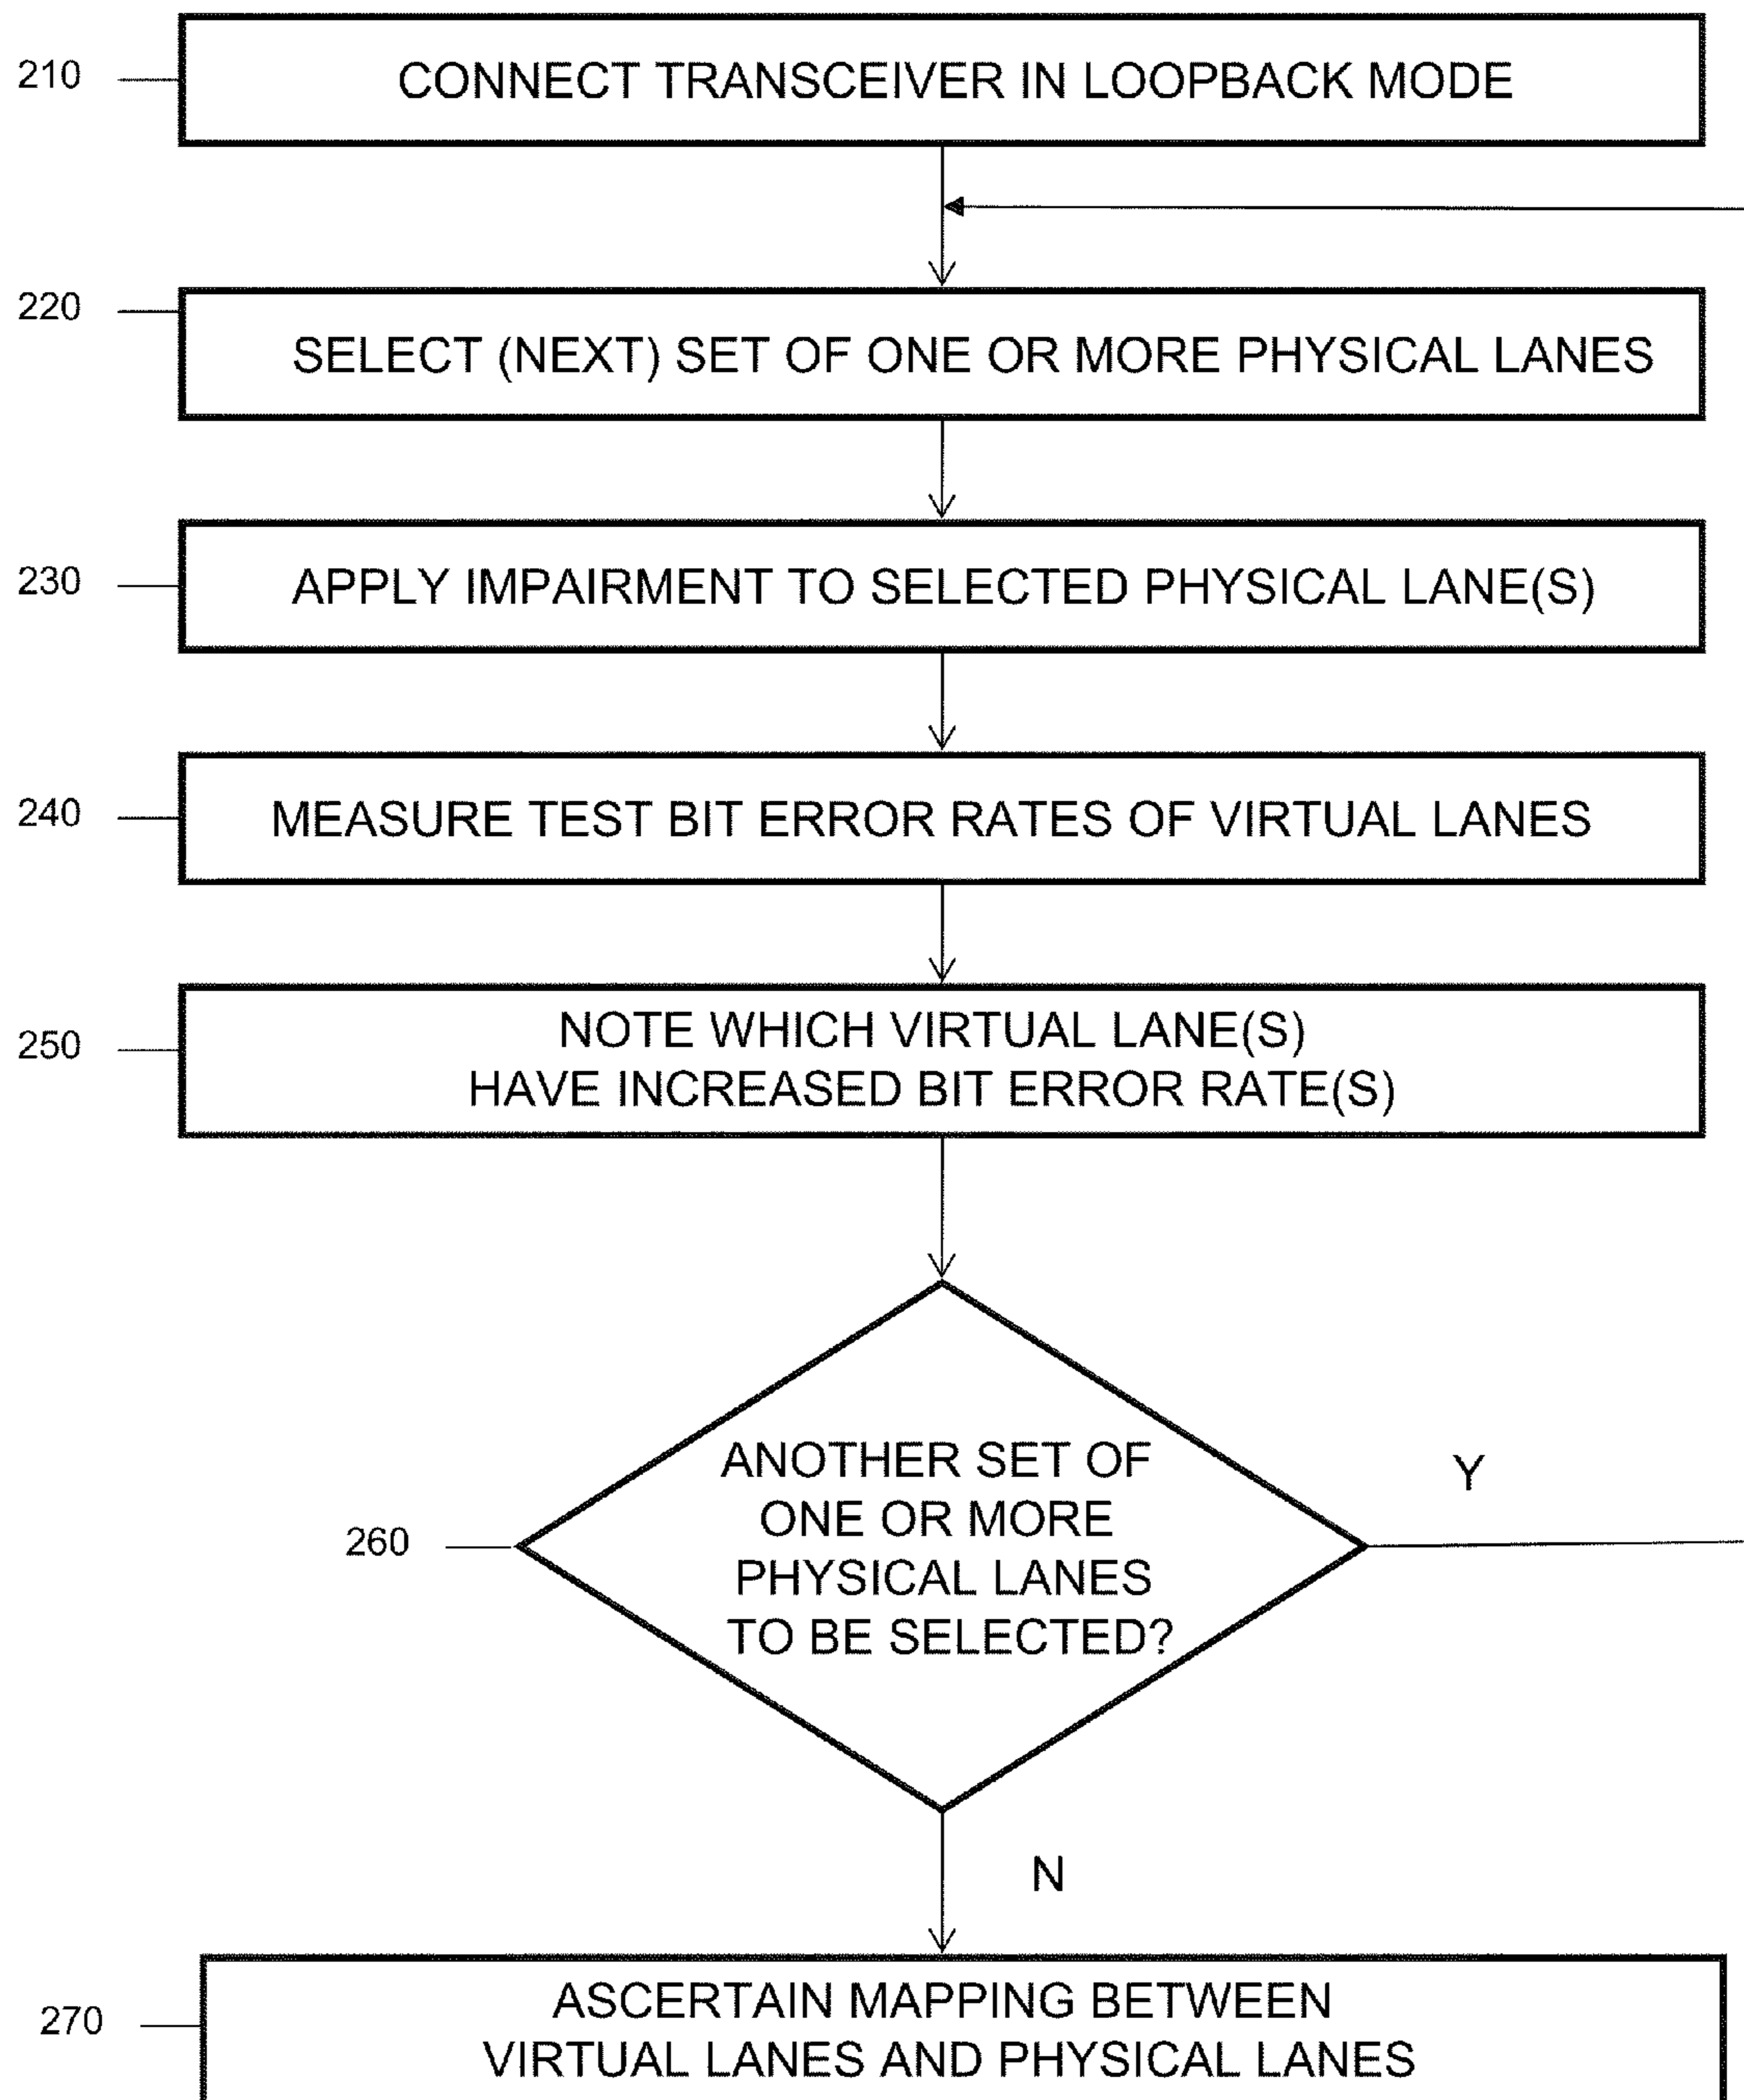 210
CONNECT TRANSCEIVER IN LOOPBACK MODE
220
SELECT (NEXT) SET OF ONE OR MORE PHYSICAL LANES
230
APPLY IMPAIRMENT TO SELECTED PHYSICAL LANE(S)
240
MEASURE TEST BIT ERROR RATES OF VIRTUAL LANES
250
NOTE WHICH VIRTUAL LANE(S)
HAVE INCREASED BIT ERROR RATE(S)
260
ANOTHER SET OF
ONE OR MORE
PHYSICAL LANES
TO BE SELECTED?
Y
N
270
ASCERTAIN MAPPING BETWEEN
VIRTUAL LANES AND PHYSICAL LANES